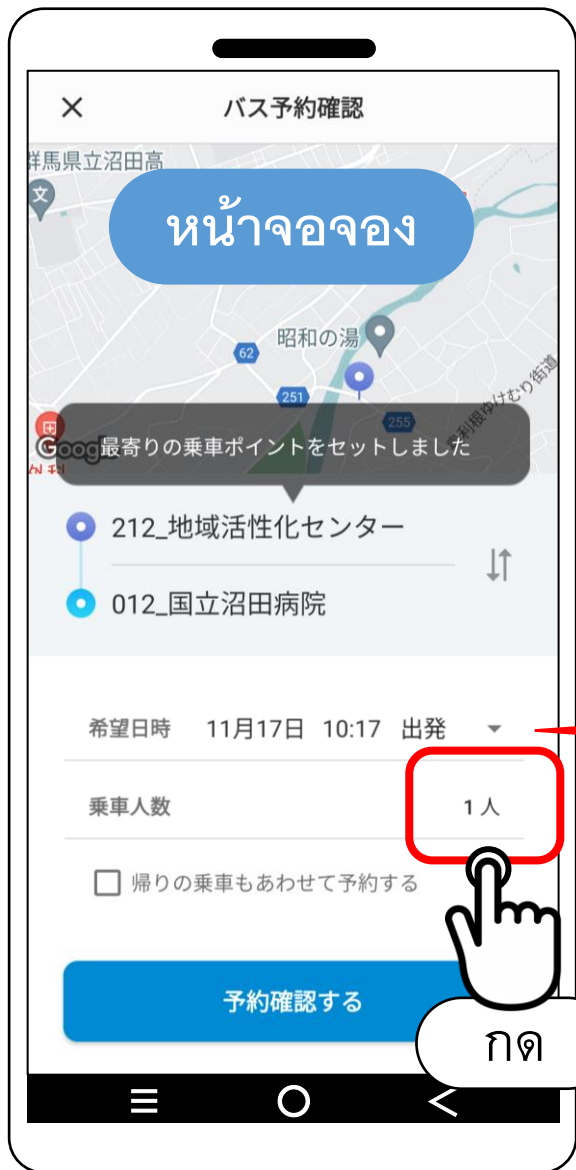 バス予約確認
群馬県立沼田高
文
หน้าจอจอง
昭和の湯
62
251
255
利根ゆけむり街道
最寄りの乗車ポイントをセットしました
212_地域活性化センター
012_国立沼田病院
希望日時 11月17日 10:17 出発
乗車人数 1人
帰りの乗車もあわせて予約する
予約確認する
กด